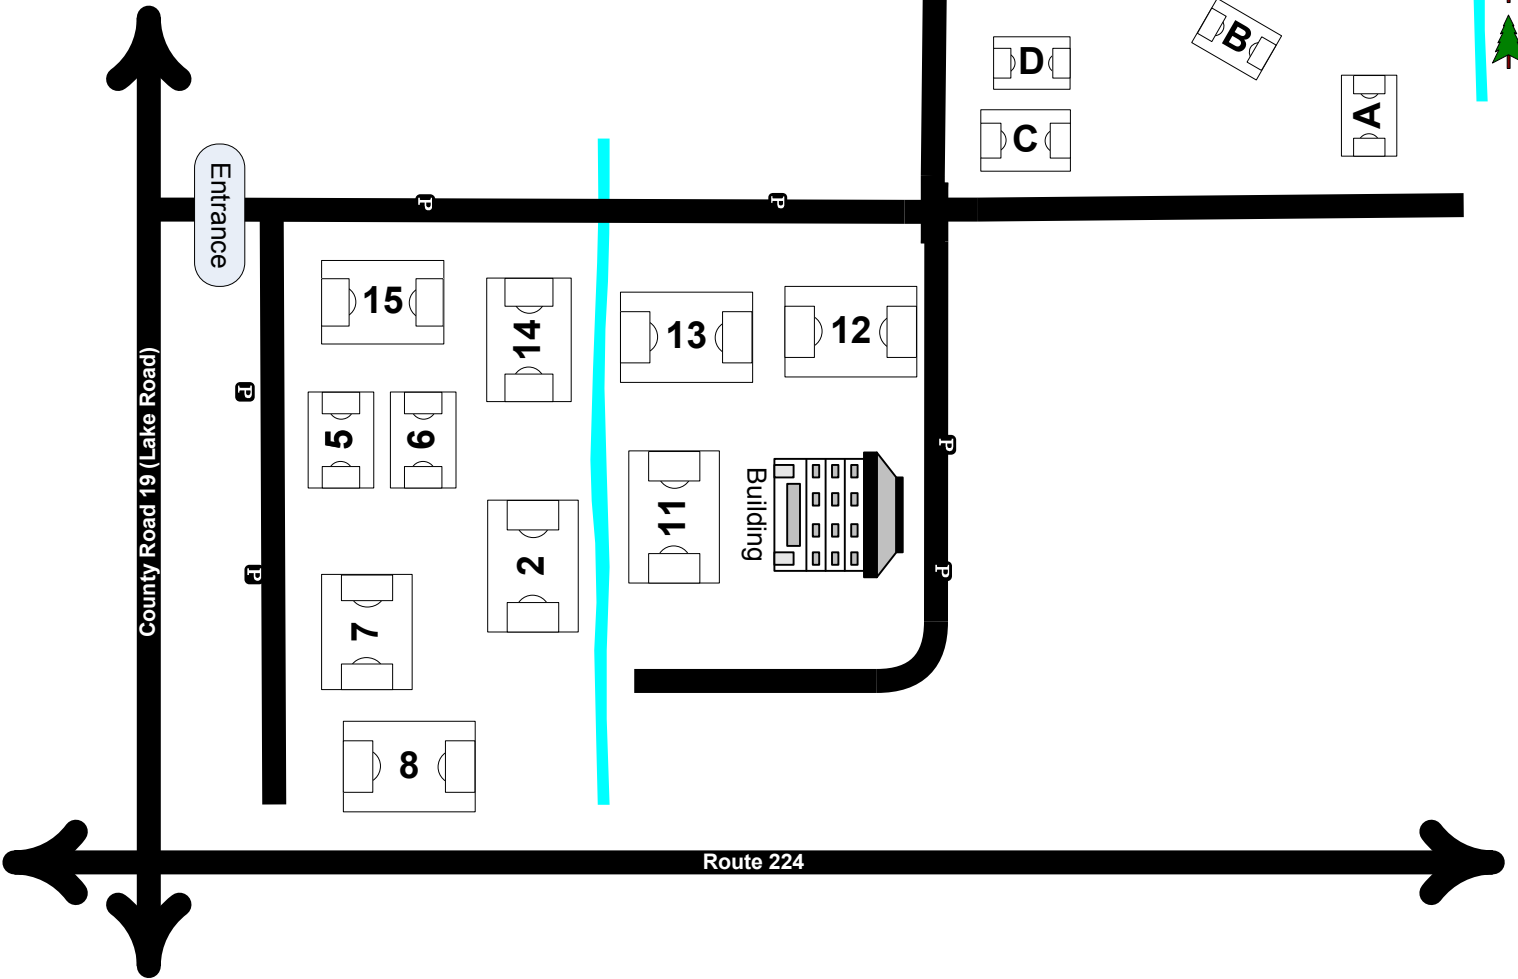 B
D
A
C
Entrance
P
P
15
14
13
12
County Road 19 (Lake Road)
P
5
6
P
11
Building
2
P
P
7
8
Route 224